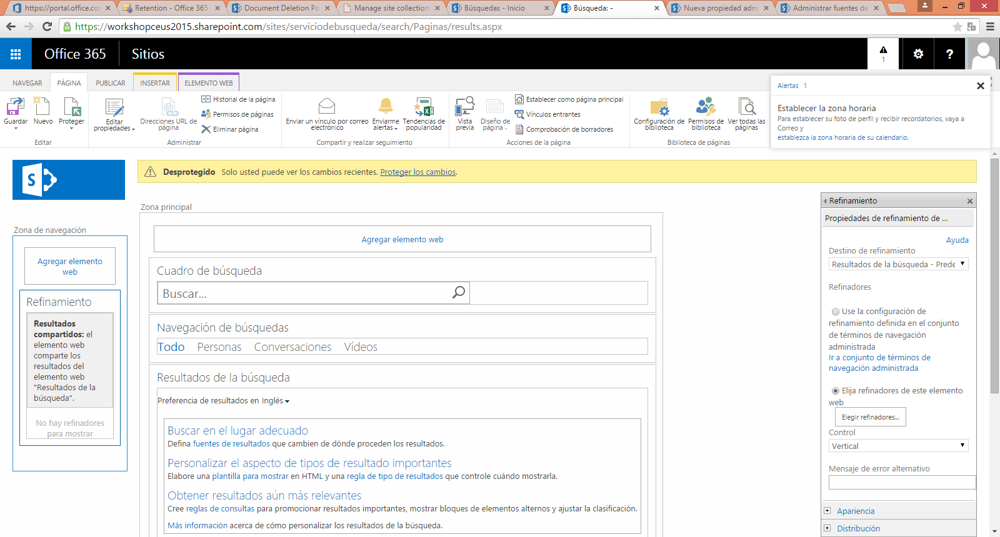 https://portal.office.co
Retention - Office 365
Document Deletion Po
Manage site collection
Búsquedas - Inicio
Búsqueda: -
Nueva propiedad adm
Administrar fuentes de
https://workshopceus2015.sharepoint.com/sites/serviciodebusqueda/search/Paginas/results.aspx
Office 365
Sitios
1
?
NAVEGAR
PÁGINA
PUBLICAR
INSERTAR
ELEMENTO WEB
Guardar
Nuevo
Proteger
Editar
propiedades
Direcciones URL de
página
Historial de la página
Permisos de páginas
Eliminar página
Enviar un vínculo por correo
electrónico
Enviarme
alertas
Tendencias de
popularidad
Vista
previa
Diseño de
página
Establecer como página principal
Vínculos entrantes
Comprobación de borradores
Configuración de
biblioteca
Permisos de
biblioteca
Ver todas las
páginas
Editar
Administrar
Compartir y realizar seguimiento
Acciones de la página
Biblioteca de páginas
Alertas 1
Establecer la zona horaria
Para establecer su foto de perfil y recibir recordatorios, vaya a
Correo y
establezca la zona horaria de su calendario.
S
Desprotegido Solo usted puede ver los cambios recientes. Proteger los cambios.
Zona de navegación
Agregar elemento
web
Refinamiento
Resultados
compartidos: el
elemento web
comparte los
resultados del
elemento web
"Resultados de la
búsqueda".
No hay refinadores
para mostrar
Zona principal
Agregar elemento web
Cuadro de búsqueda
Buscar...
Navegación de búsquedas
Todo Personas Conversaciones Vídeos
Resultados de la búsqueda
Preferencia de resultados en Inglés
Buscar en el lugar adecuado
Defina fuentes de resultados que cambien de dónde proceden los resultados.
Personalizar el aspecto de tipos de resultado importantes
Elabore una plantilla para mostrar en HTML y una regla de tipo de resultados que controle cuándo mostrarla.
Obtener resultados aún más relevantes
Cree reglas de consultas para promocionar resultados importantes, mostrar bloques de elementos alternos y ajustar la clasificación.
Más información acerca de cómo personalizar los resultados de la búsqueda.
Refinamiento
Propiedades de refinamiento de ...
Ayuda
Destino de refinamiento
Resultados de la búsqueda - Prede
Refinadores
Use la configuración de
refinamiento definida en el conjunto
de términos de navegación
administrada
Ir a conjunto de términos de
navegación administrada
Elija refinadores de este elemento
web
Elegir refinadores...
Control
Vertical
Mensaje de error alternativo
Apariencia
Distribución